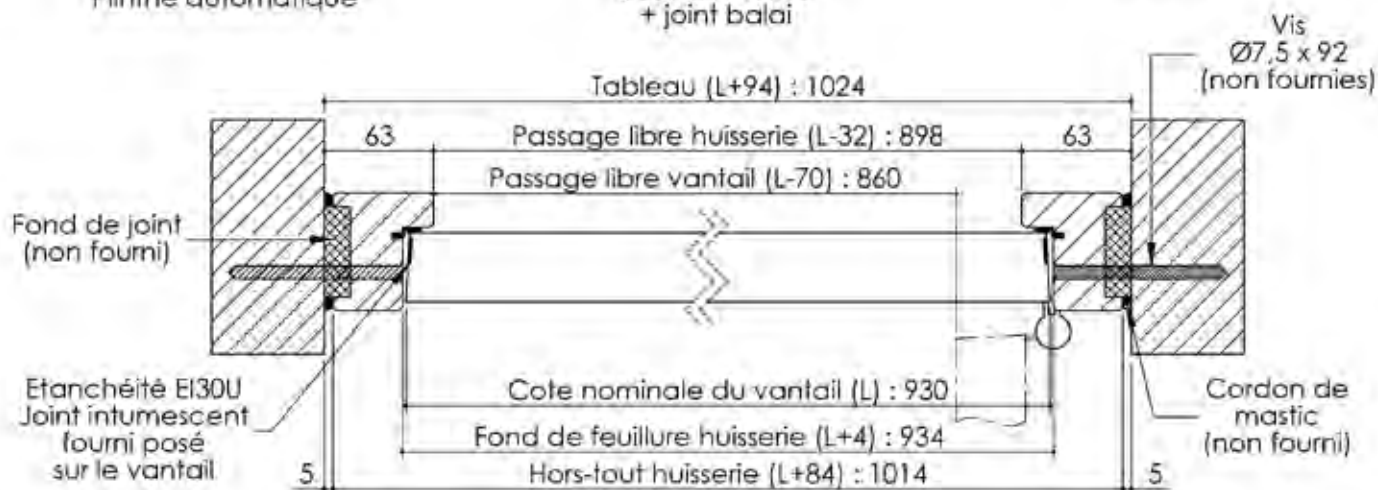 Plinthe automatique
+ joint balai
Vis
Ø7,5 x 92
(non fournies)
Tableau (L+94) : 1024
63
Passage libre huisserie (L-32) : 898
63
Passage libre vantail (L-70) : 860
Fond de joint
(non fourni)
Etanchéité EI30U
Joint intumescent
fourni posé
sur le vantail
Cote nominale du vantail (L) : 930
Fond de feuillure huisserie (L+4) : 934
5
Hors-tout huisserie (L+84) : 1014
5
Cordon de
mastic
(non fourni)